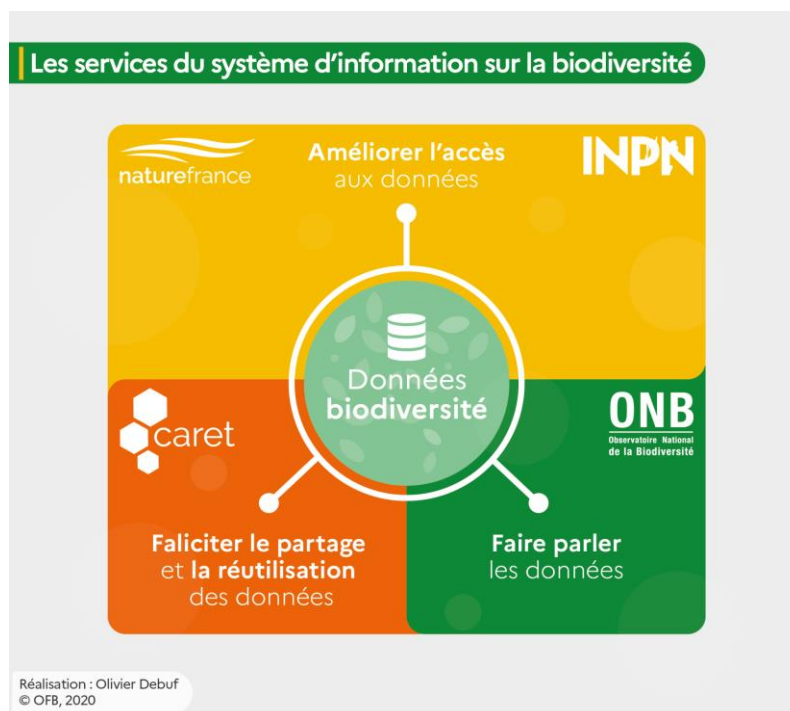 Les services du système d'information sur la biodiversité
naturefrance
Améliorer l'accès
aux données
INPN
Données
biodiversité
caret
ONB
Observatoire National
de la Biodiversité
Faliciter le partage
et la réutilisation
des données
Faire parler
les données
Réalisation : Olivier Debuf
© OFB, 2020